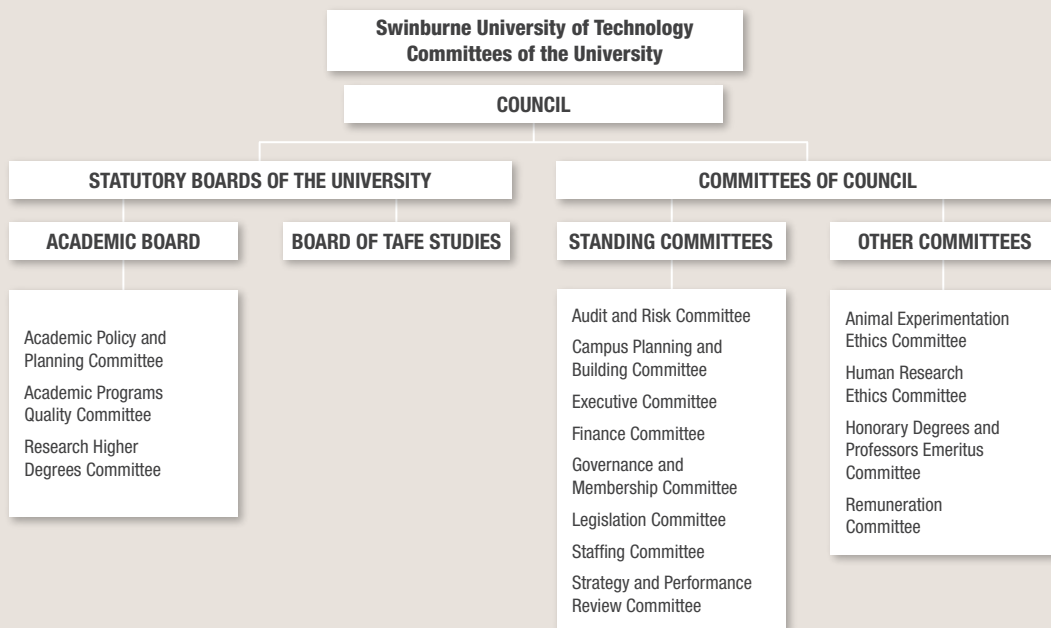 Swinburne University of Technology
Committees of the University
COUNCIL
STATUTORY BOARDS OF THE UNIVERSITY
COMMITTEES OF COUNCIL
ACADEMIC BOARD
BOARD OF TAFE STUDIES
STANDING COMMITTEES
OTHER COMMITTEES
Academic Policy and
Planning Committee
Academic Programs
Quality Committee
Research Higher
Degrees Committee
Audit and Risk Committee
Campus Planning and
Building Committee
Executive Committee
Finance Committee
Governance and
Membership Committee
Legislation Committee
Staffing Committee
Strategy and Performance
Review Committee
Animal Experimentation
Ethics Committee
Human Research
Ethics Committee
Honorary Degrees and
Professors Emeritus
Committee
Remuneration
Committee